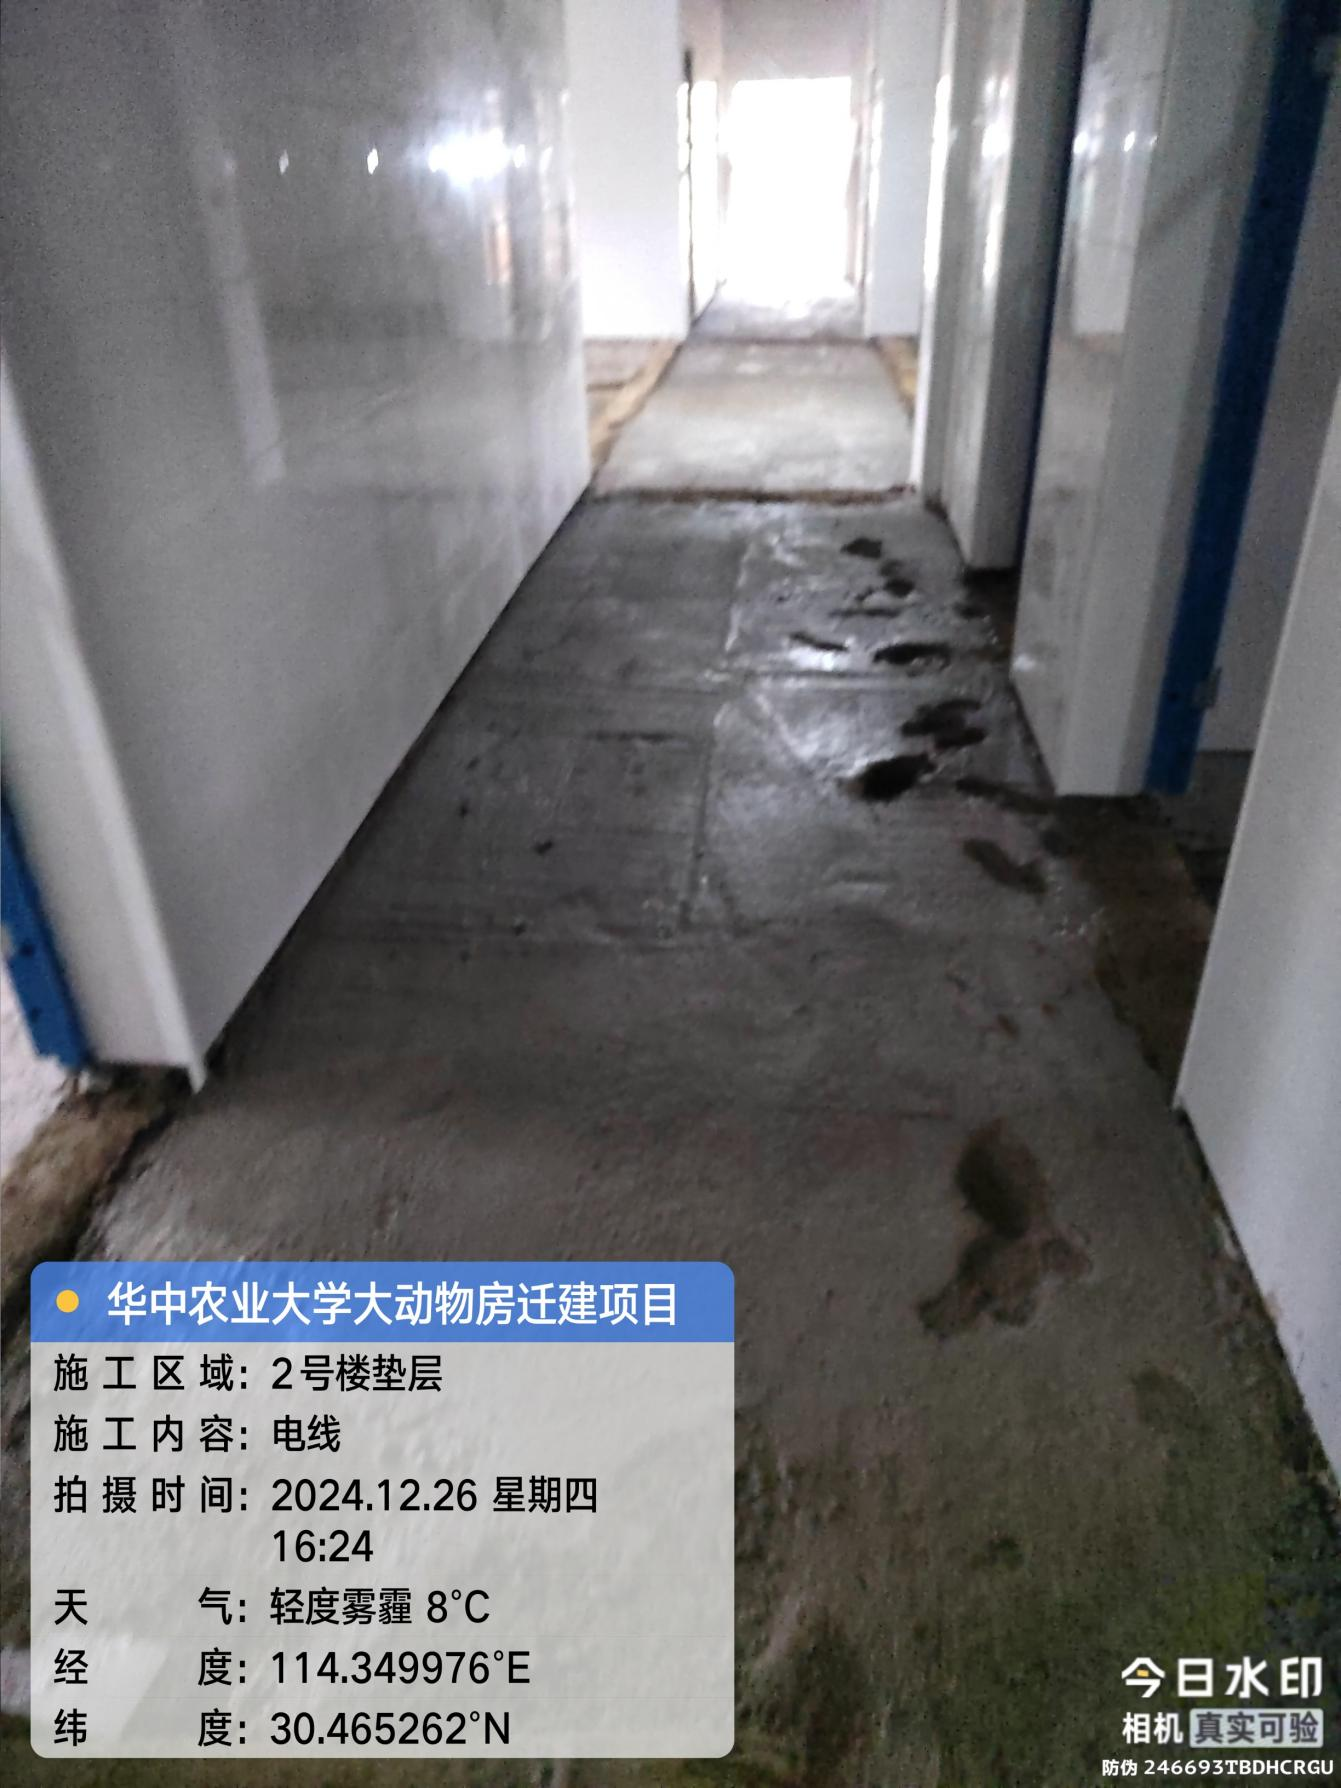 华中农业大学大动物房迁建项目
施工区域：2号楼垫层
施工内容：电线
拍摄时间：2024.12.26 星期四
16:24
天气：轻度雾霾 8℃
经度：114.349976°E
纬度：30.465262°N
今日水印
相机 真实可验
防伪 246693TBDHCRGU